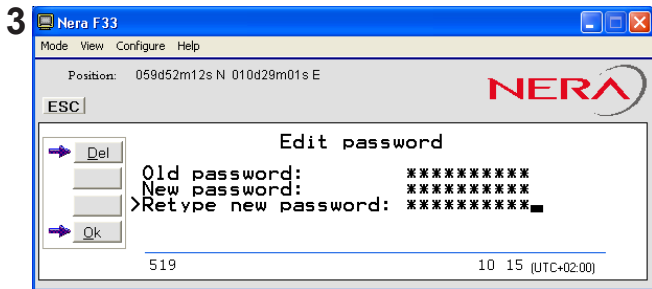 3
Nera F33
Mode View Configure Help
Position: 059d52m12s N 010d29m01s E
NERA
ESC
Edit password
Del
Old password: **********
New password: **********
>Retype new password: **********
Ok
519 10 15 (UTC+02:00)